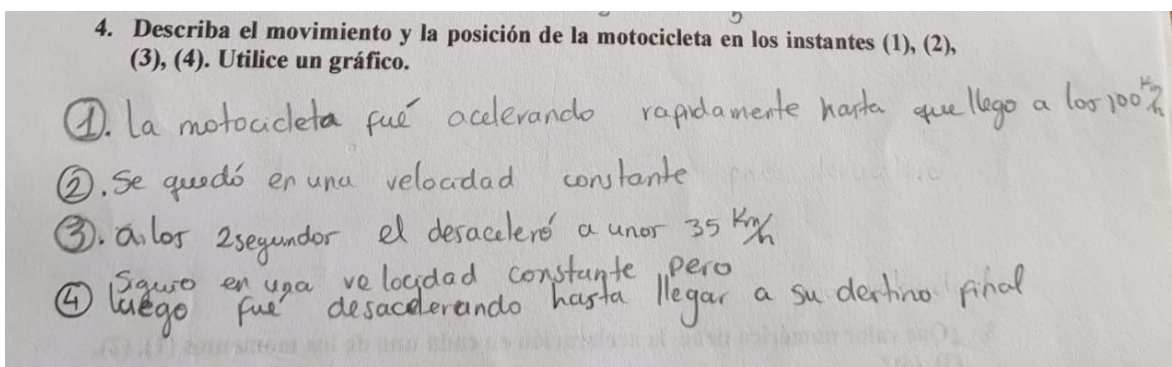 4. Describa el movimiento y la posición de la motocicleta en los instantes (1), (2),
(3), (4). Utilice un gráfico.
①. La motocicleta fué acelerando rapidamente hasta que llego a los 100 Km/h
②. Se quedó en una velocidad constante
③. a los 2 segundos el desaceleró a unos 35 Km/h
en una velocidad constante pero
④ luego fué desacelerando hasta llegar a su destino final